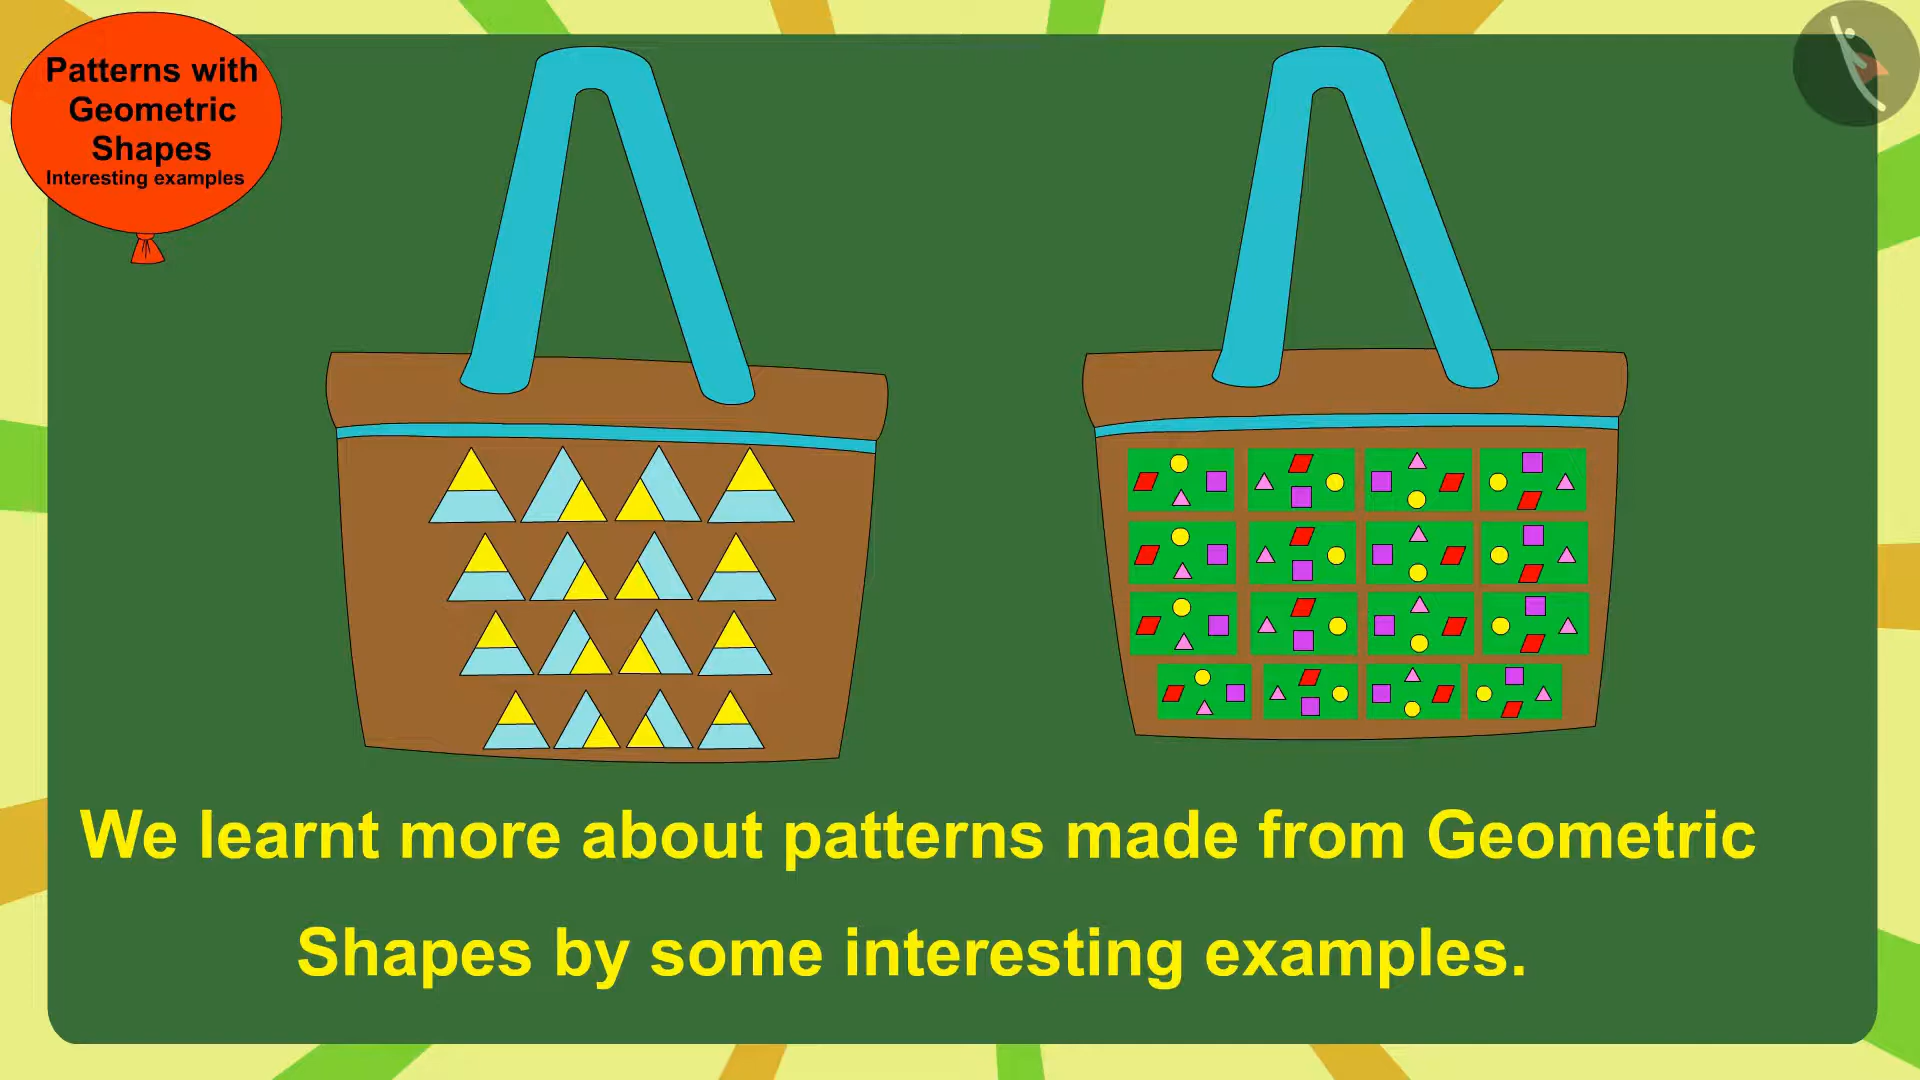 Patterns with
Geometric
Shapes
Interesting examples
We learnt more about patterns made from Geometric
Shapes by some interesting examples.